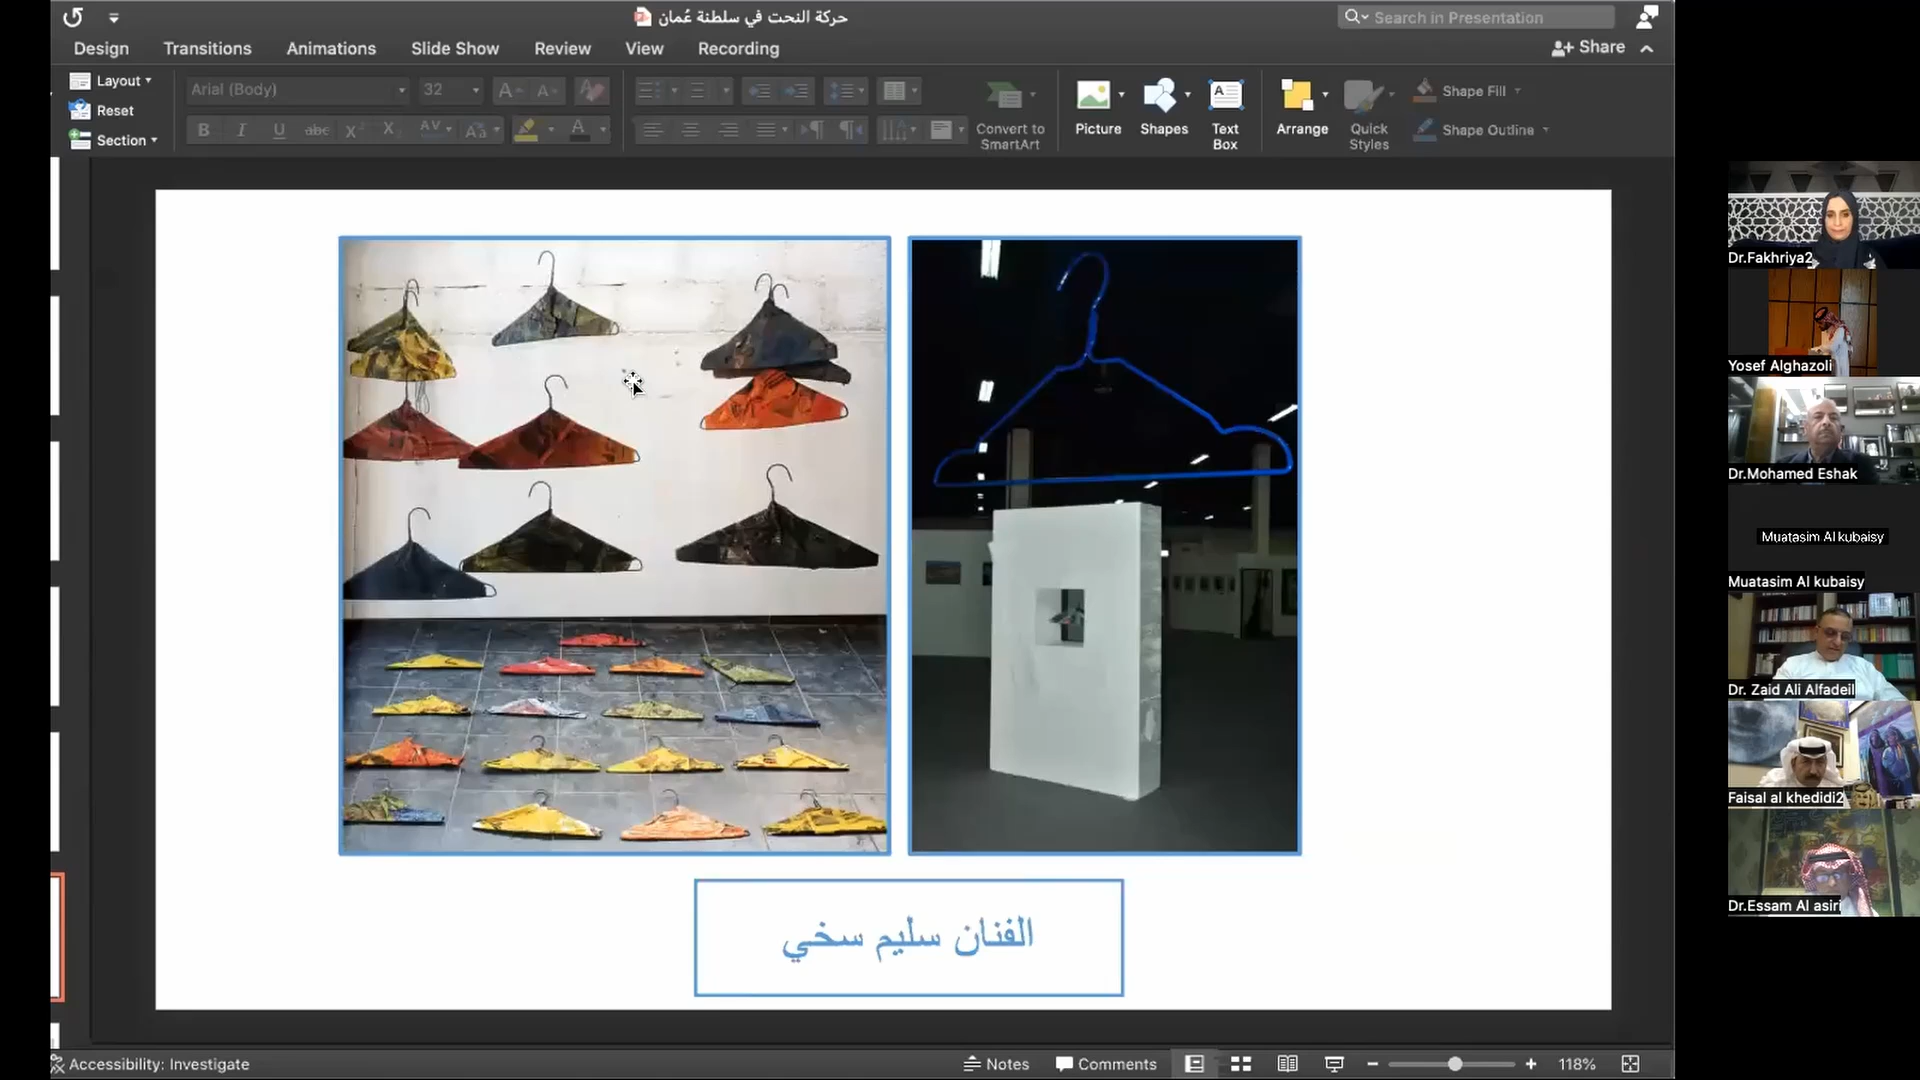 حركة النحت في سلطنة عُمان
Search in Presentation
Design
Transitions
Animations
Slide Show
Review
View
Recording
Share
Layout
Reset
Section
Arial (Body)
32
Convert to
SmartArt
Picture
Shapes
Text
Box
Arrange
Quick
Styles
Shape Fill
Shape Outline
الفنان سليم سخي
Dr.Fakhriya2
Yosef Alghazoli
Dr.Mohamed Eshak
Muatasim Al kubaisy
Muatasim Al kubaisy
Dr. Zaid Ali Alfadeil
Faisal al khedidi2
Dr.Essam Al asiri
Accessibility: Investigate
Notes
Comments
118%